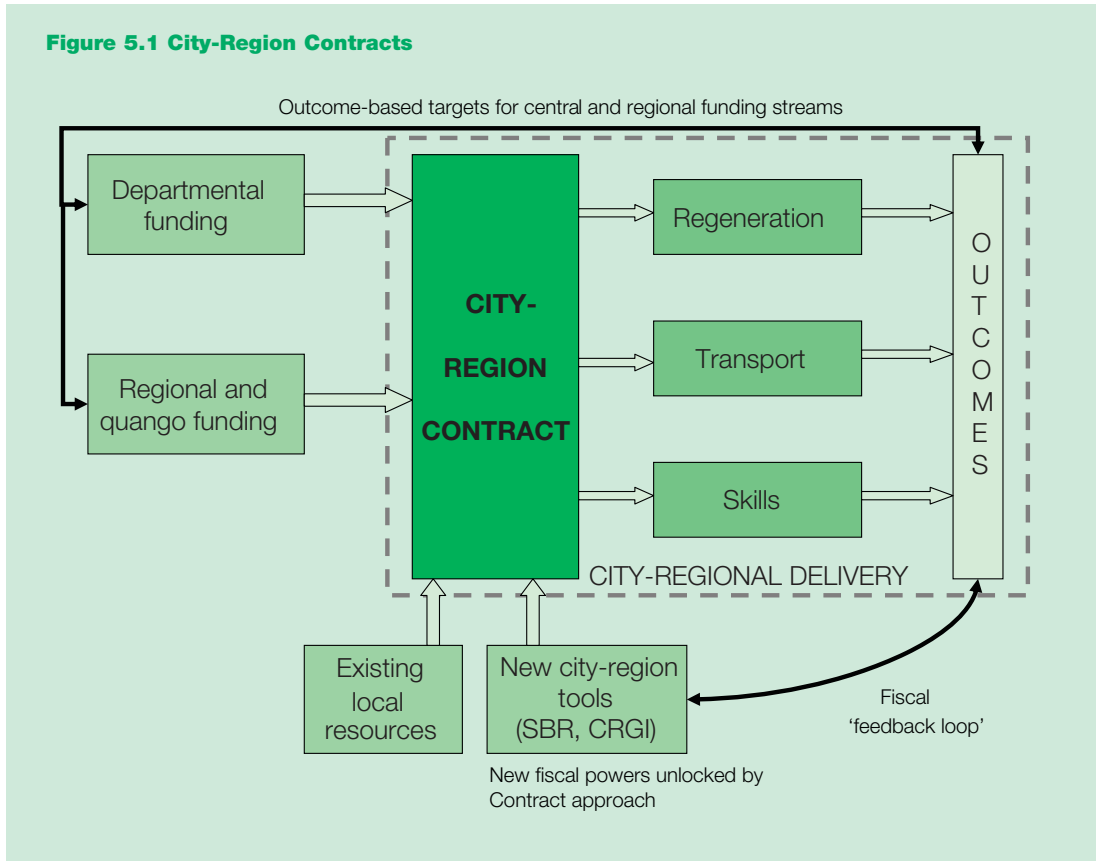 Figure 5.1 City-Region Contracts
Outcome-based targets for central and regional funding streams
Departmental
funding
Regional and
quango funding
CITY-
REGION
CONTRACT
Regeneration
Transport
Skills
OUTCOMES
CITY-REGIONAL DELIVERY
Existing
local
resources
New city-region
tools
(SBR, CRGI)
Fiscal
‘feedback loop’
New fiscal powers unlocked by
Contract approach